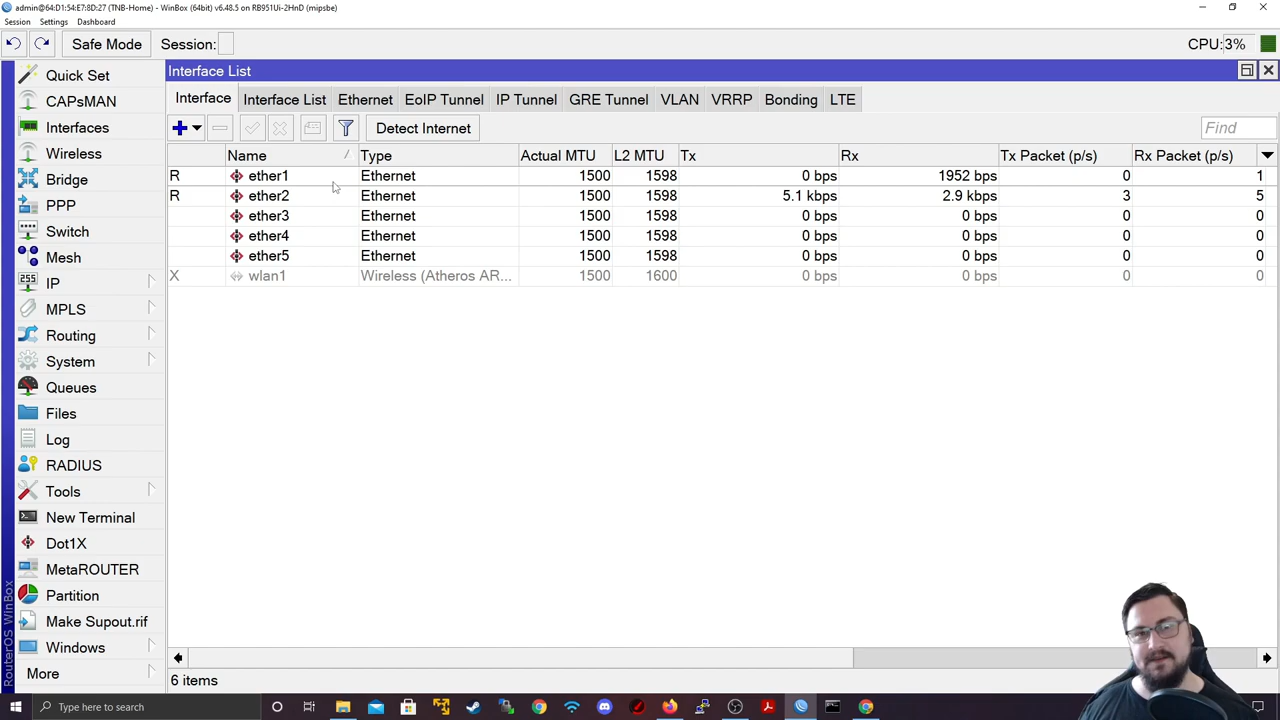 admin@64:D1:54:E7:8D:27 (TNB-Home) - WinBox (64bit) v6.48.5 on RB951Ui-2HnD (mipsbe)
Session Settings Dashboard
Safe Mode Session: CPU:3%
Interface List
Interface Interface List Ethernet EoIP Tunnel IP Tunnel GRE Tunnel VLAN VRRP Bonding LTE
Detect Internet Find
Name Type Actual MTU L2 MTU Tx Rx Tx Packet (p/s) Rx Packet (p/s)
R ether1 Ethernet 1500 1598 0 bps 1952 bps 0 1
R ether2 Ethernet 1500 1598 5.1 kbps 2.9 kbps 3 5
ether3 Ethernet 1500 1598 0 bps 0 bps 0 0
ether4 Ethernet 1500 1598 0 bps 0 bps 0 0
ether5 Ethernet 1500 1598 0 bps 0 bps 0 0
X wlan1 Wireless (Atheros AR... 1500 1600 0 bps 0 bps 0 0
6 items
Quick Set
CAPsMAN
Interfaces
Wireless
Bridge
PPP
Switch
Mesh
255
IP
MPLS
Routing
System
Queues
Files
Log
RADIUS
Tools
New Terminal
Dot1X
MetaROUTER
Partition
Make Supout.rif
Windows
More
RouterOS WinBox
Type here to search